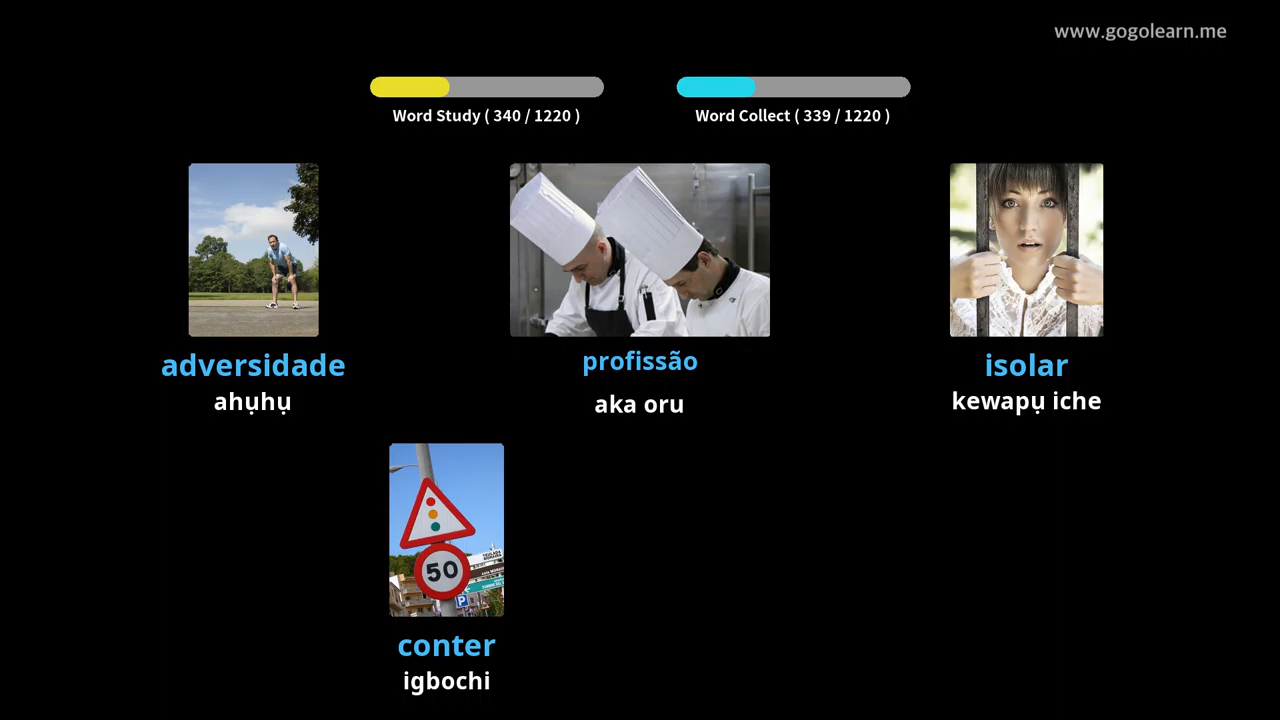 www.gogolearn.me
Word Study ( 340 / 1220 )
Word Collect ( 339 / 1220 )
adversidade
ahụhụ
profissão
aka oru
isolar
kewapụ iche
50
P
conter
igbochi